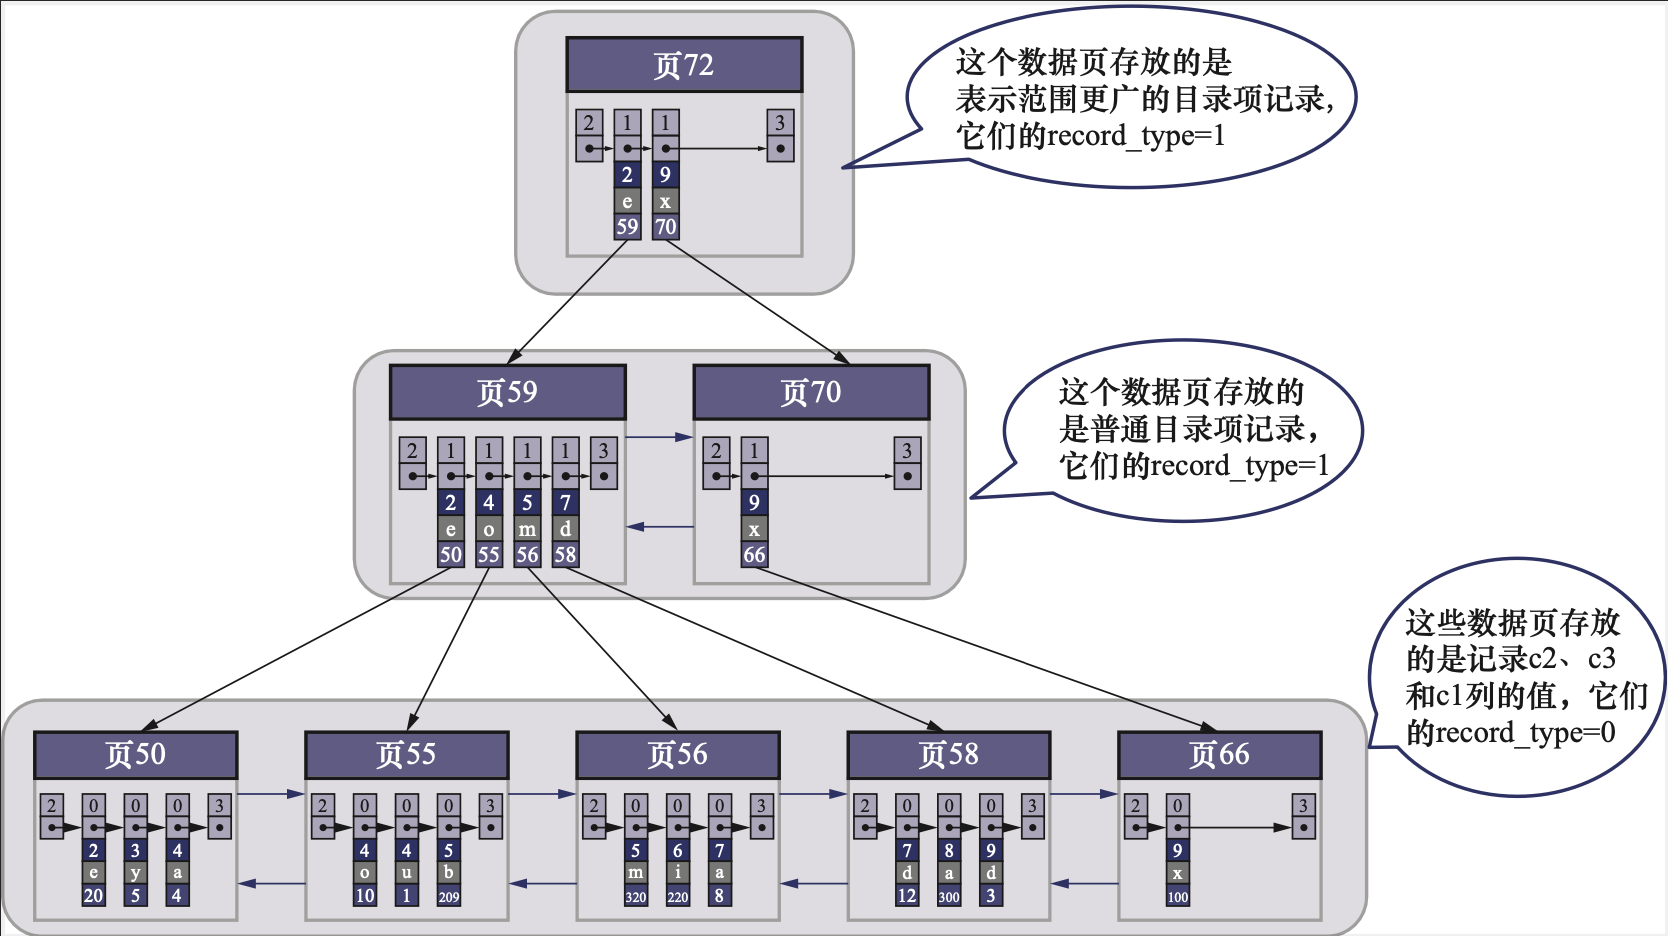 页72
这个数据页存放的是
表示范围更广的目录项记录,
它们的record_type=1
2 1 1 3
2 9
e x
59 70
页59 页70
这个数据页存放的
是普通目录项记录,
它们的record_type=1
2 1 1 1 1 3 2 1 3
2 4 5 7 9
e o m d x
50 55 56 58 66
这些数据页存放
的是记录c2、c3
和c1列的值，它们
的record_type=0
页50 页55 页56 页58 页66
2 0 0 0 3 2 0 0 0 3 2 0 0 0 3 2 0 0 0 3 2 0 3
2 3 4 4 4 5 5 6 7 7 8 9 9
e y a o u b m i a d a d x
20 5 4 10 1 209 320 220 8 12 300 3 100